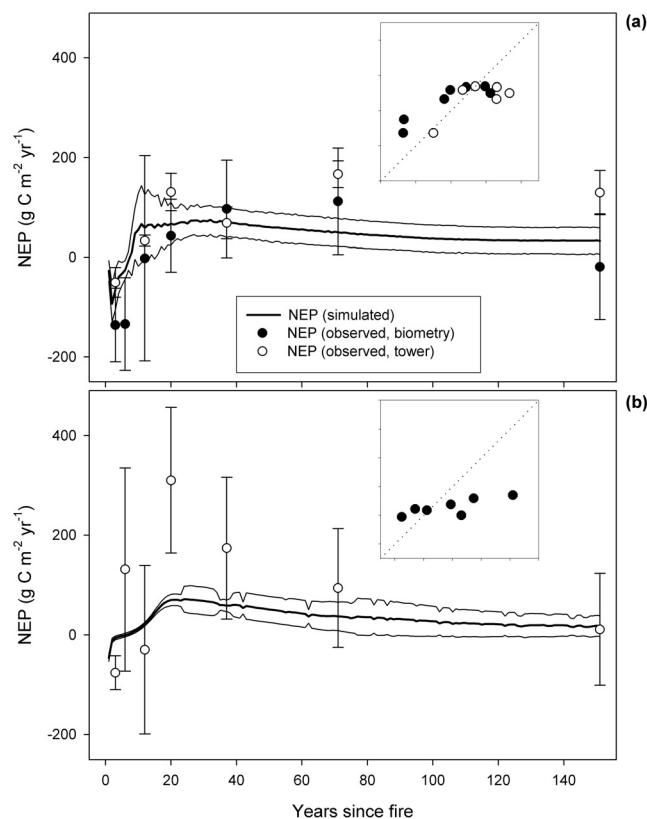 (a)
400
200
0
-200
NEP (g C m-2 yr-1)
NEP (simulated)
NEP (observed, biometry)
NEP (observed, tower)
(b)
400
200
0
-200
NEP (g C m-2 yr-1)
0 20 40 60 80 100 120 140
Years since fire